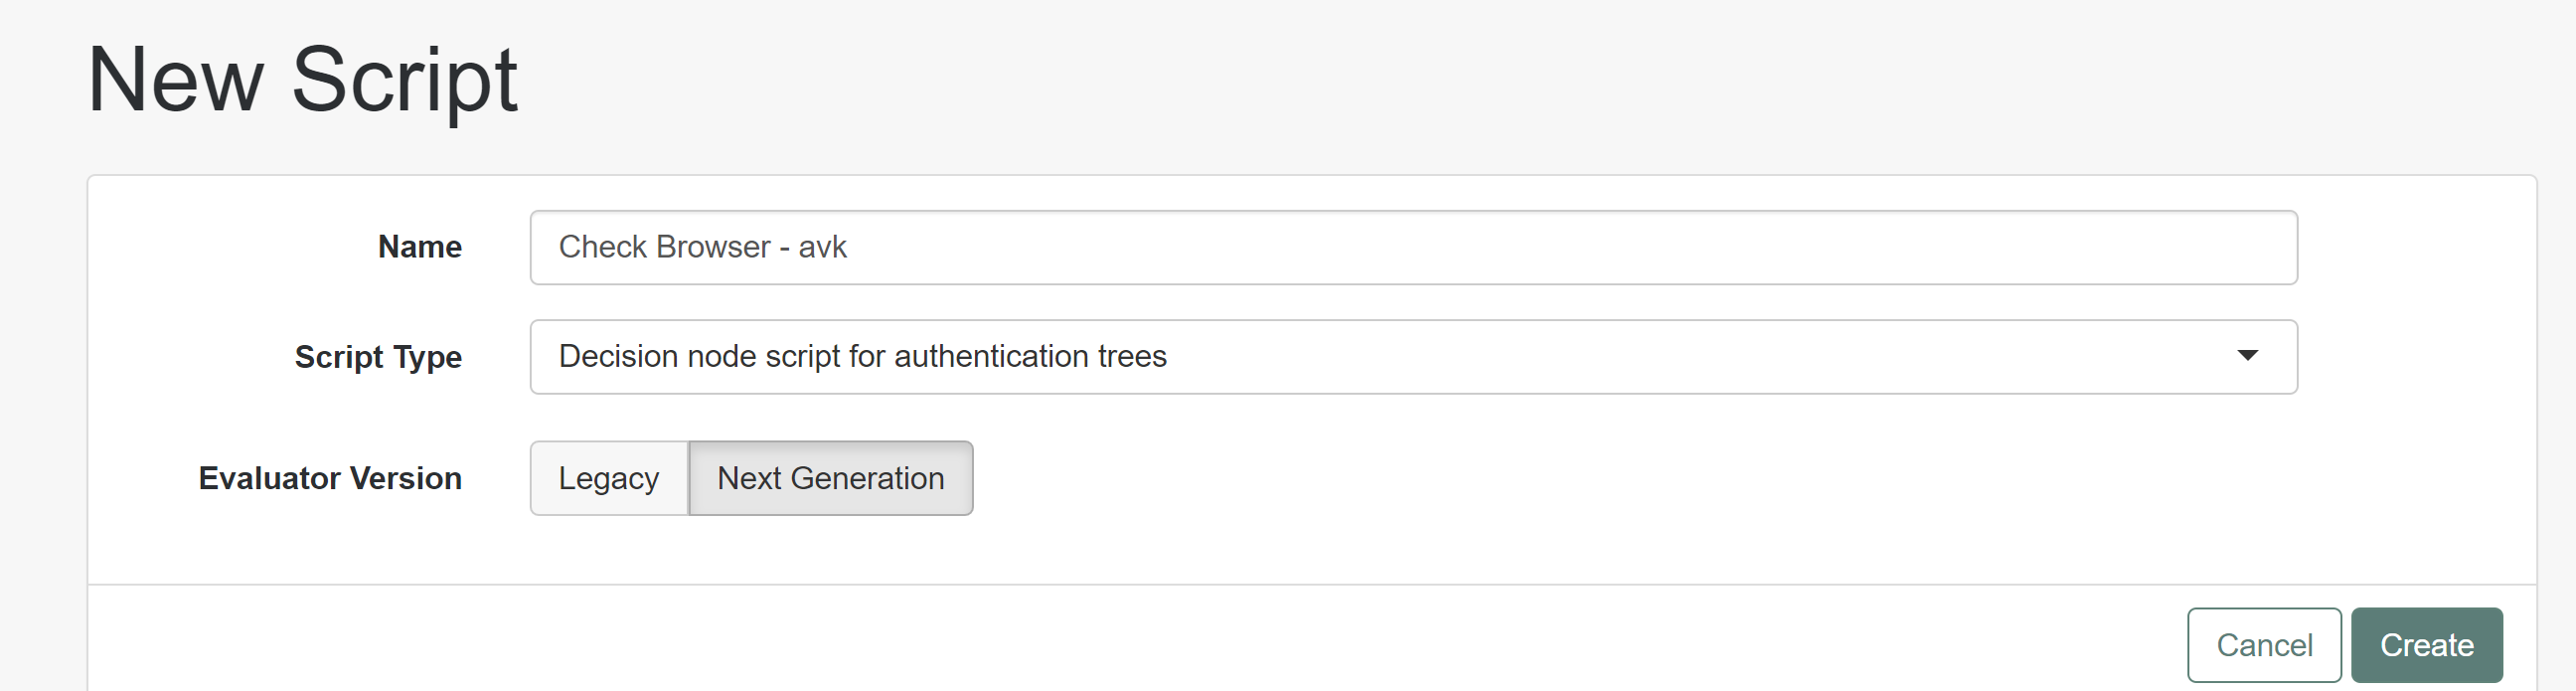 New Script
Name Check Browser - avk
Script Type Decision node script for authentication trees
Evaluator Version Legacy Next Generation
Cancel Create